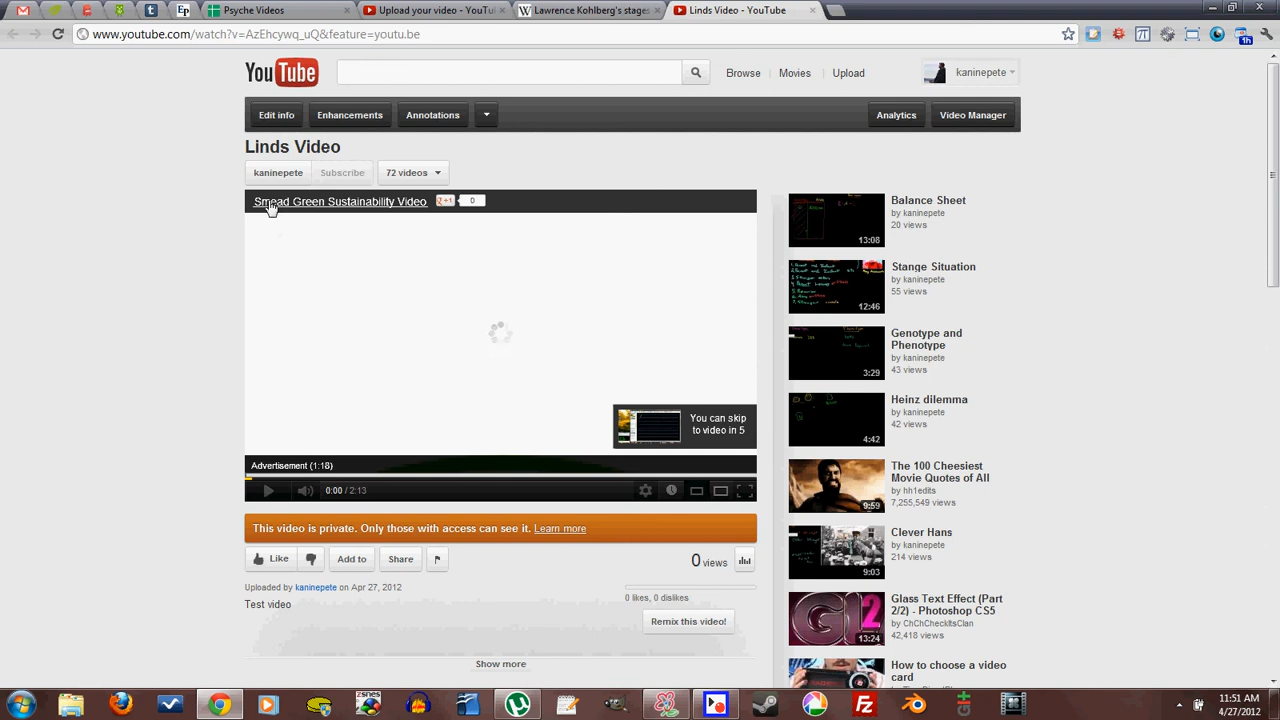 Psyche Videos
Upload your video - YouTu
Lawrence Kohlberg's stages
Linds Video - YouTube
www.youtube.com/watch?v=AzEhcywq_uQ&feature=youtu.be
YouTube
Browse
Movies
Upload
kaninepete
Edit info
Enhancements
Annotations
Analytics
Video Manager
Linds Video
kaninepete
Subscribe
72 videos
Green Sustainability Video
+1
0
You can skip
to video in 5
Advertisement (1:18)
0:00 / 2:13
This video is private. Only those with access can see it. Learn more
Like
Add to
Share
0 views
Uploaded by kaninepete on Apr 27, 2012
0 likes, 0 dislikes
Test video
Remix this video!
Show more
Balance Sheet
by kaninepete
20 views
13:08
Stange Situation
by kaninepete
55 views
12:46
Genotype and
Phenotype
by kaninepete
43 views
3:29
Heinz dilemma
by kaninepete
42 views
4:42
The 100 Cheesiest
Movie Quotes of All
by hh1edits
7,255,549 views
9:59
Clever Hans
by kaninepete
214 views
9:03
Glass Text Effect (Part
2/2) - Photoshop CS5
by ChChCheckItsClan
42,418 views
13:24
How to choose a video
card
11:51 AM
4/27/2012